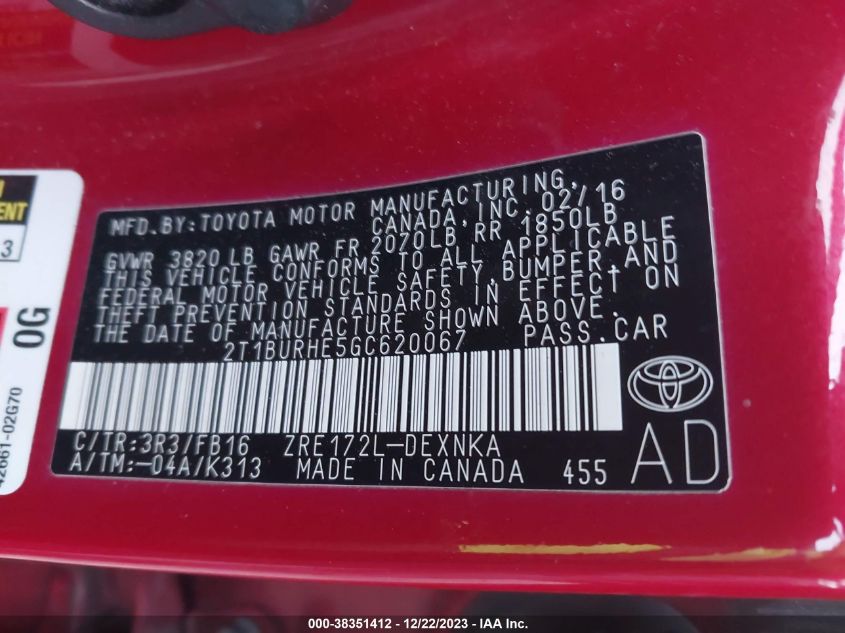 MFD.BY:TOYOTA MOTOR MANUFACTURING,
CANADA, INC. 02/16
GVWR 3820 LB GAWR FR 2070LB RR 1850LB
THIS VEHICLE CONFORMS TO ALL APPLICABLE
FEDERAL MOTOR VEHICLE SAFETY, BUMPER, AND
THEFT PREVENTION STANDARDS IN EFFECT ON
THE DATE OF MANUFACTURE SHOWN ABOVE.
2T1BURHE5GC620067 PASS.CAR
C/TR:3R3/FB16 ZRE172L-DEXNKA
A/TM:-04A/K313 MADE IN CANADA 455
AD
3
0G
42661-02G70
000-38351412 - 12/22/2023 - IAA Inc.